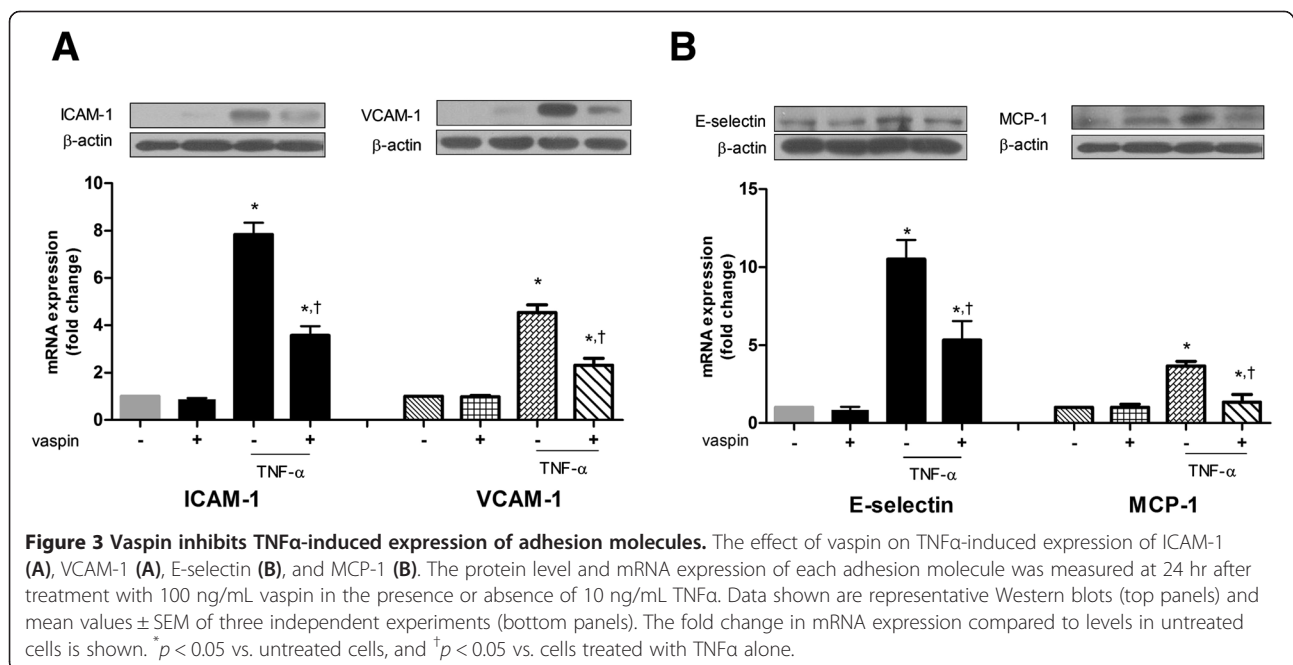 A
B
ICAM-1
β-actin
VCAM-1
β-actin
E-selectin
β-actin
MCP-1
β-actin
mRNA expression
(fold change)
10
8
6
4
2
0
*
*,†
*
*,†
vaspin - + - + - + - +
TNF-α TNF-α
ICAM-1 VCAM-1
mRNA expression
(fold change)
15
10
5
0
*
*,†
*
*,†
vaspin - + - + - + - +
TNF-α TNF-α
E-selectin MCP-1
Figure 3 Vaspin inhibits TNFα-induced expression of adhesion molecules. The effect of vaspin on TNFα-induced expression of ICAM-1
(A), VCAM-1 (A), E-selectin (B), and MCP-1 (B). The protein level and mRNA expression of each adhesion molecule was measured at 24 hr after
treatment with 100 ng/mL vaspin in the presence or absence of 10 ng/mL TNFα. Data shown are representative Western blots (top panels) and
mean values ± SEM of three independent experiments (bottom panels). The fold change in mRNA expression compared to levels in untreated
cells is shown. *p < 0.05 vs. untreated cells, and †p < 0.05 vs. cells treated with TNFα alone.